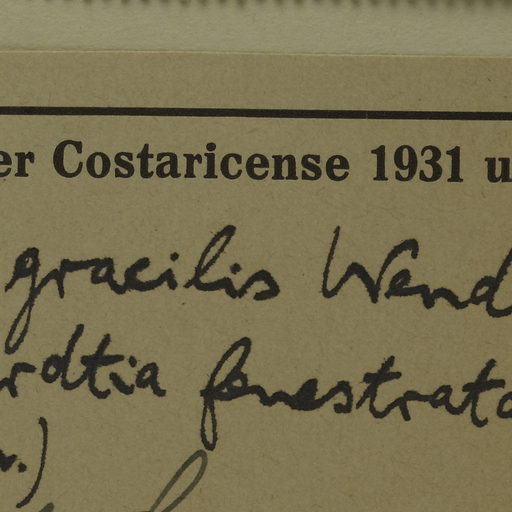 er Costaricense 1931 u
gracilis Wend
rdtia fenestrata
.)